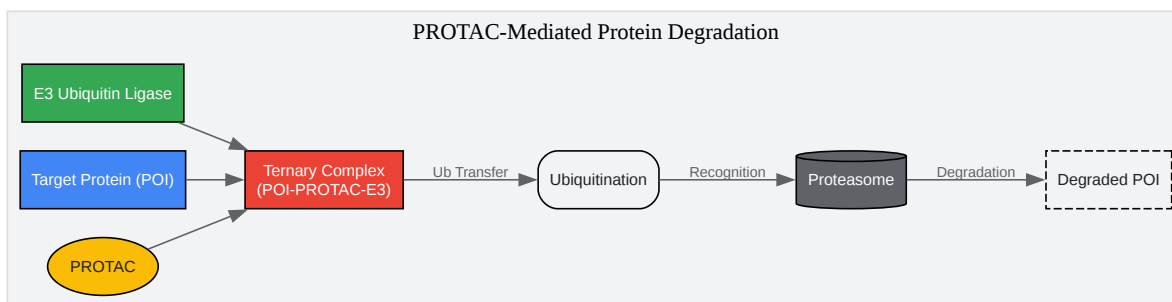 PROTAC-Mediated Protein Degradation
E3 Ubiquitin Ligase
Target Protein (POI)
PROTAC
Ternary Complex
(POI-PROTAC-E3)
Ub Transfer
Ubiquitination
Recognition
Proteasome
Degradation
Degraded POI